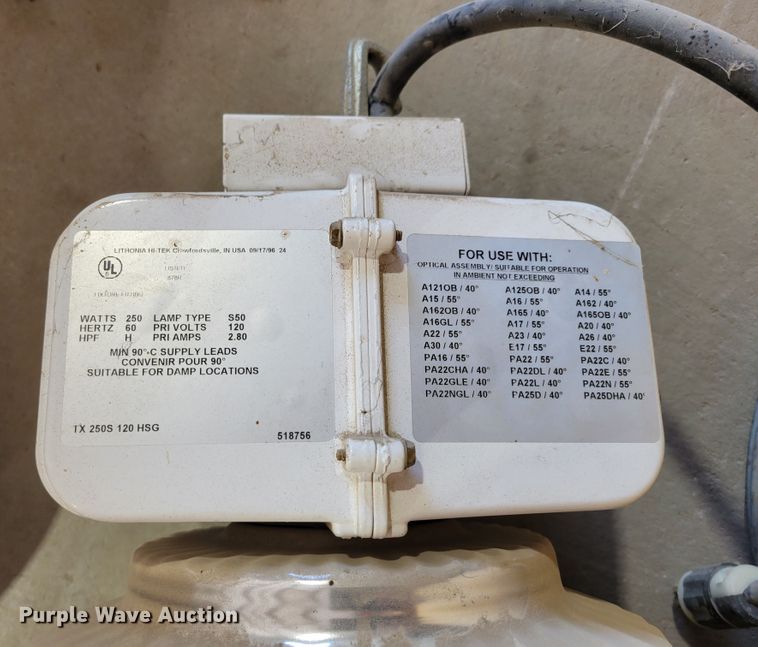 LITHONIA HI-TEK Crawfordsville, IN USA 09/17/96 24
UL
LISTED
WATTS 250 LAMP TYPE S50
HERTZ 60 PRI VOLTS 120
HPF H PRI AMPS 2.80
MIN 90°C SUPPLY LEADS
CONVENIR POUR 90°
SUITABLE FOR DAMP LOCATIONS
TX 250S 120 HSG
518756
FOR USE WITH:
OPTICAL ASSEMBLY/ SUITABLE FOR OPERATION
IN AMBIENT NOT EXCEEDING
A121OB / 40° A125OB / 40° A14 / 55°
A15 / 55° A16 / 55° A162 / 40°
A162OB / 40° A165 / 40° A165OB / 40°
A16GL / 55° A17 / 55° A20 / 40°
A22 / 55° A23 / 40° A26 / 40°
A30 / 40° E17 / 55° E22 / 55°
PA16 / 55° PA22 / 55° PA22C / 40°
PA22CHA / 40° PA22DL / 40° PA22E / 55°
PA22GLE / 40° PA22L / 40° PA22N / 55°
PA22NGL / 40° PA25D / 40° PA25DHA / 40°
Purple Wave Auction